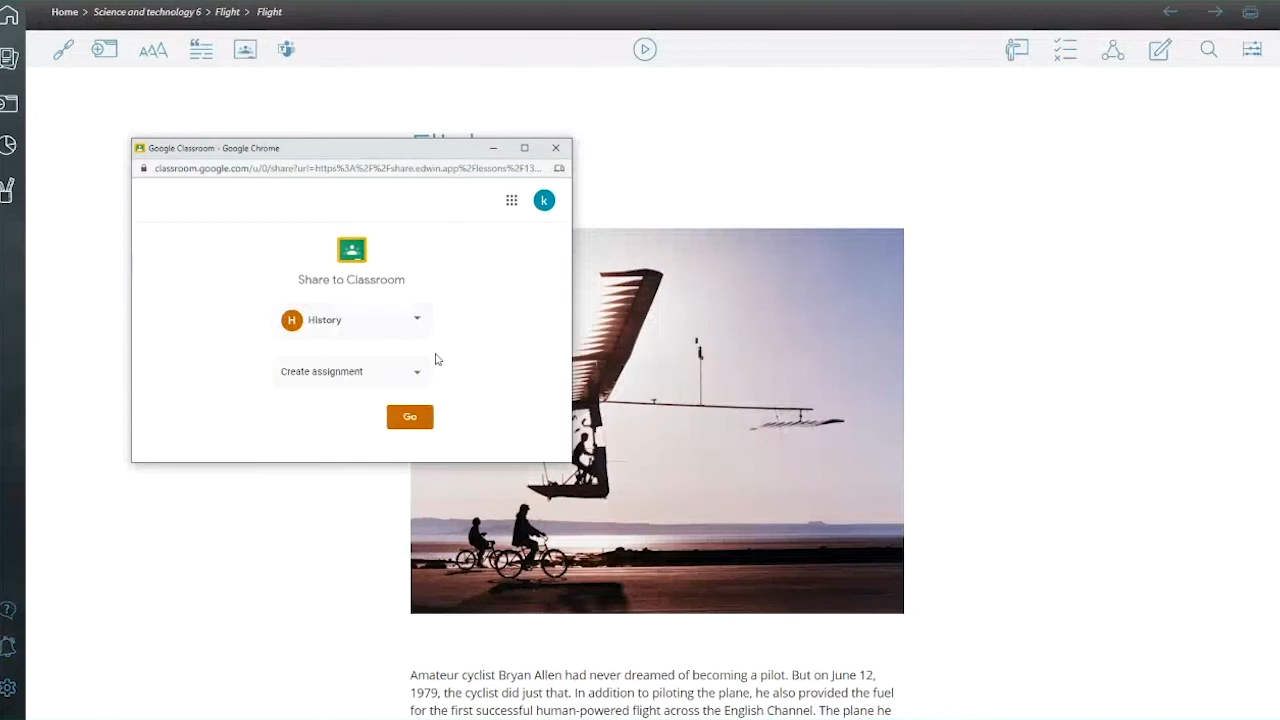 Home > Science and technology 6 > Flight > Flight
Google Classroom - Google Chrome
classroom.google.com/u/0/share?url=https%3A%2F%2Fshare.edwin.app%2Flessons%2F13...
k
Share to Classroom
H History
Create assignment
Go
Amateur cyclist Bryan Allen had never dreamed of becoming a pilot. But on June 12,
1979, the cyclist did just that. In addition to piloting the plane, he also provided the fuel
for the first successful human-powered flight across the English Channel. The plane he